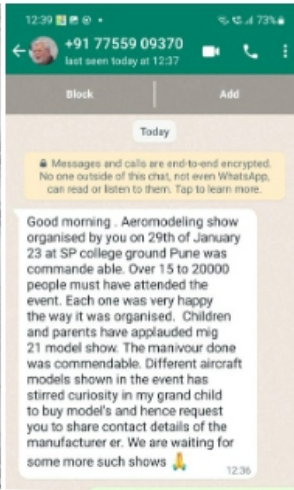 12:39
73%
+91 77559 09370
last seen today at 12:37
Block
Add
Today
Messages and calls are end-to-end encrypted.
No one outside of this chat, not even WhatsApp,
can read or listen to them. Tap to learn more.
Good morning . Aeromodeling show
organised by you on 29th of January
23 at SP college ground Pune was
commande able. Over 15 to 20000
people must have attended the
event. Each one was very happy
the way it was organised. Children
and parents have applauded mig
21 model show. The manivour done
was commendable. Different aircraft
models shown in the event has
stirred curiosity in my grand child
to buy model's and hence request
you to share contact details of the
manufacturer er. We are waiting for
some more such shows 🙏
12:36